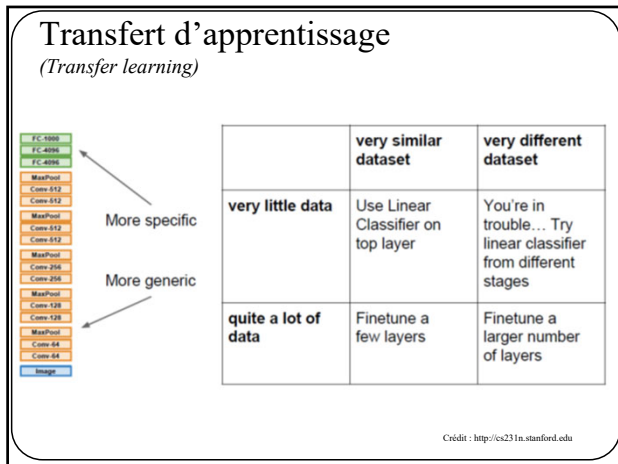 Transfert d’apprentissage
(Transfer learning)
FC-1000
FC-4096
FC-4096
MaxPool
Conv-512
Conv-512
MaxPool
Conv-512
Conv-512
MaxPool
Conv-256
Conv-256
MaxPool
Conv-128
Conv-128
MaxPool
Conv-64
Conv-64
Image
More specific
More generic
very similar
dataset
very different
dataset
very little data
Use Linear
Classifier on
top layer
You're in
trouble… Try
linear classifier
from different
stages
quite a lot of
data
Finetune a
few layers
Finetune a
larger number
of layers
Crédit : http://cs231n.stanford.edu